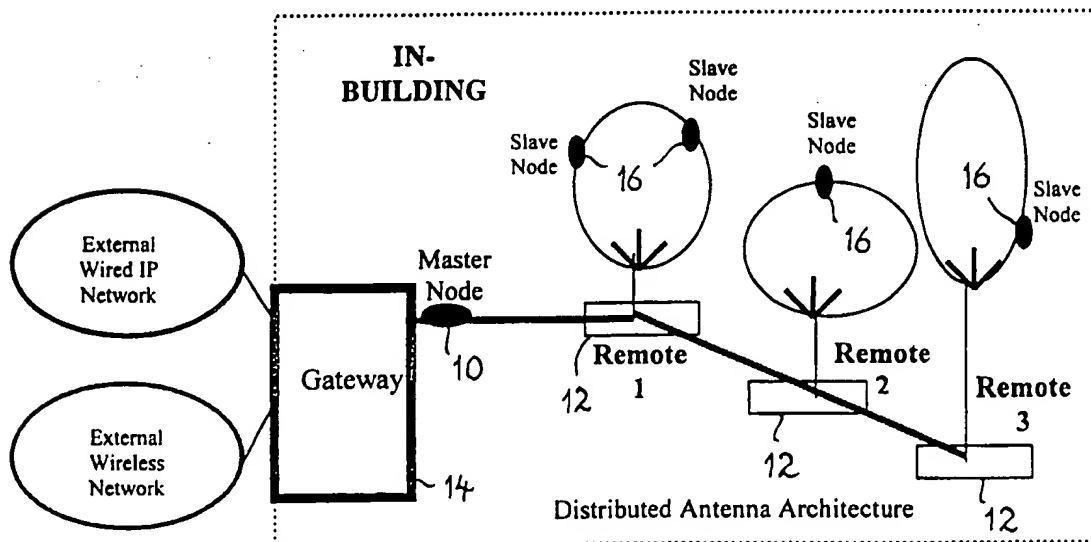 IN-
BUILDING
Slave
Node
Slave
Node
16
Slave
Node
16
Slave
Node
16
External
Wired IP
Network
Master
Node
10
Gateway
14
External
Wireless
Network
12
Remote
1
Remote
2
12
Remote
3
12
Distributed Antenna Architecture